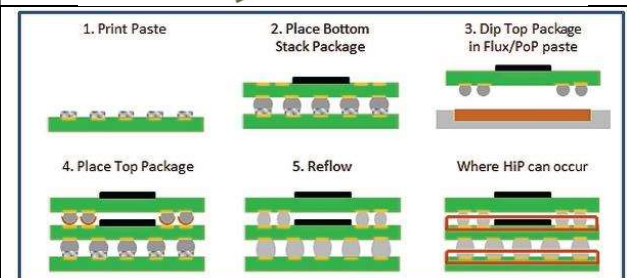 1. Print Paste
2. Place Bottom
Stack Package
3. Dip Top Package
in Flux/PoP paste
4. Place Top Package
5. Reflow
Where HiP can occur